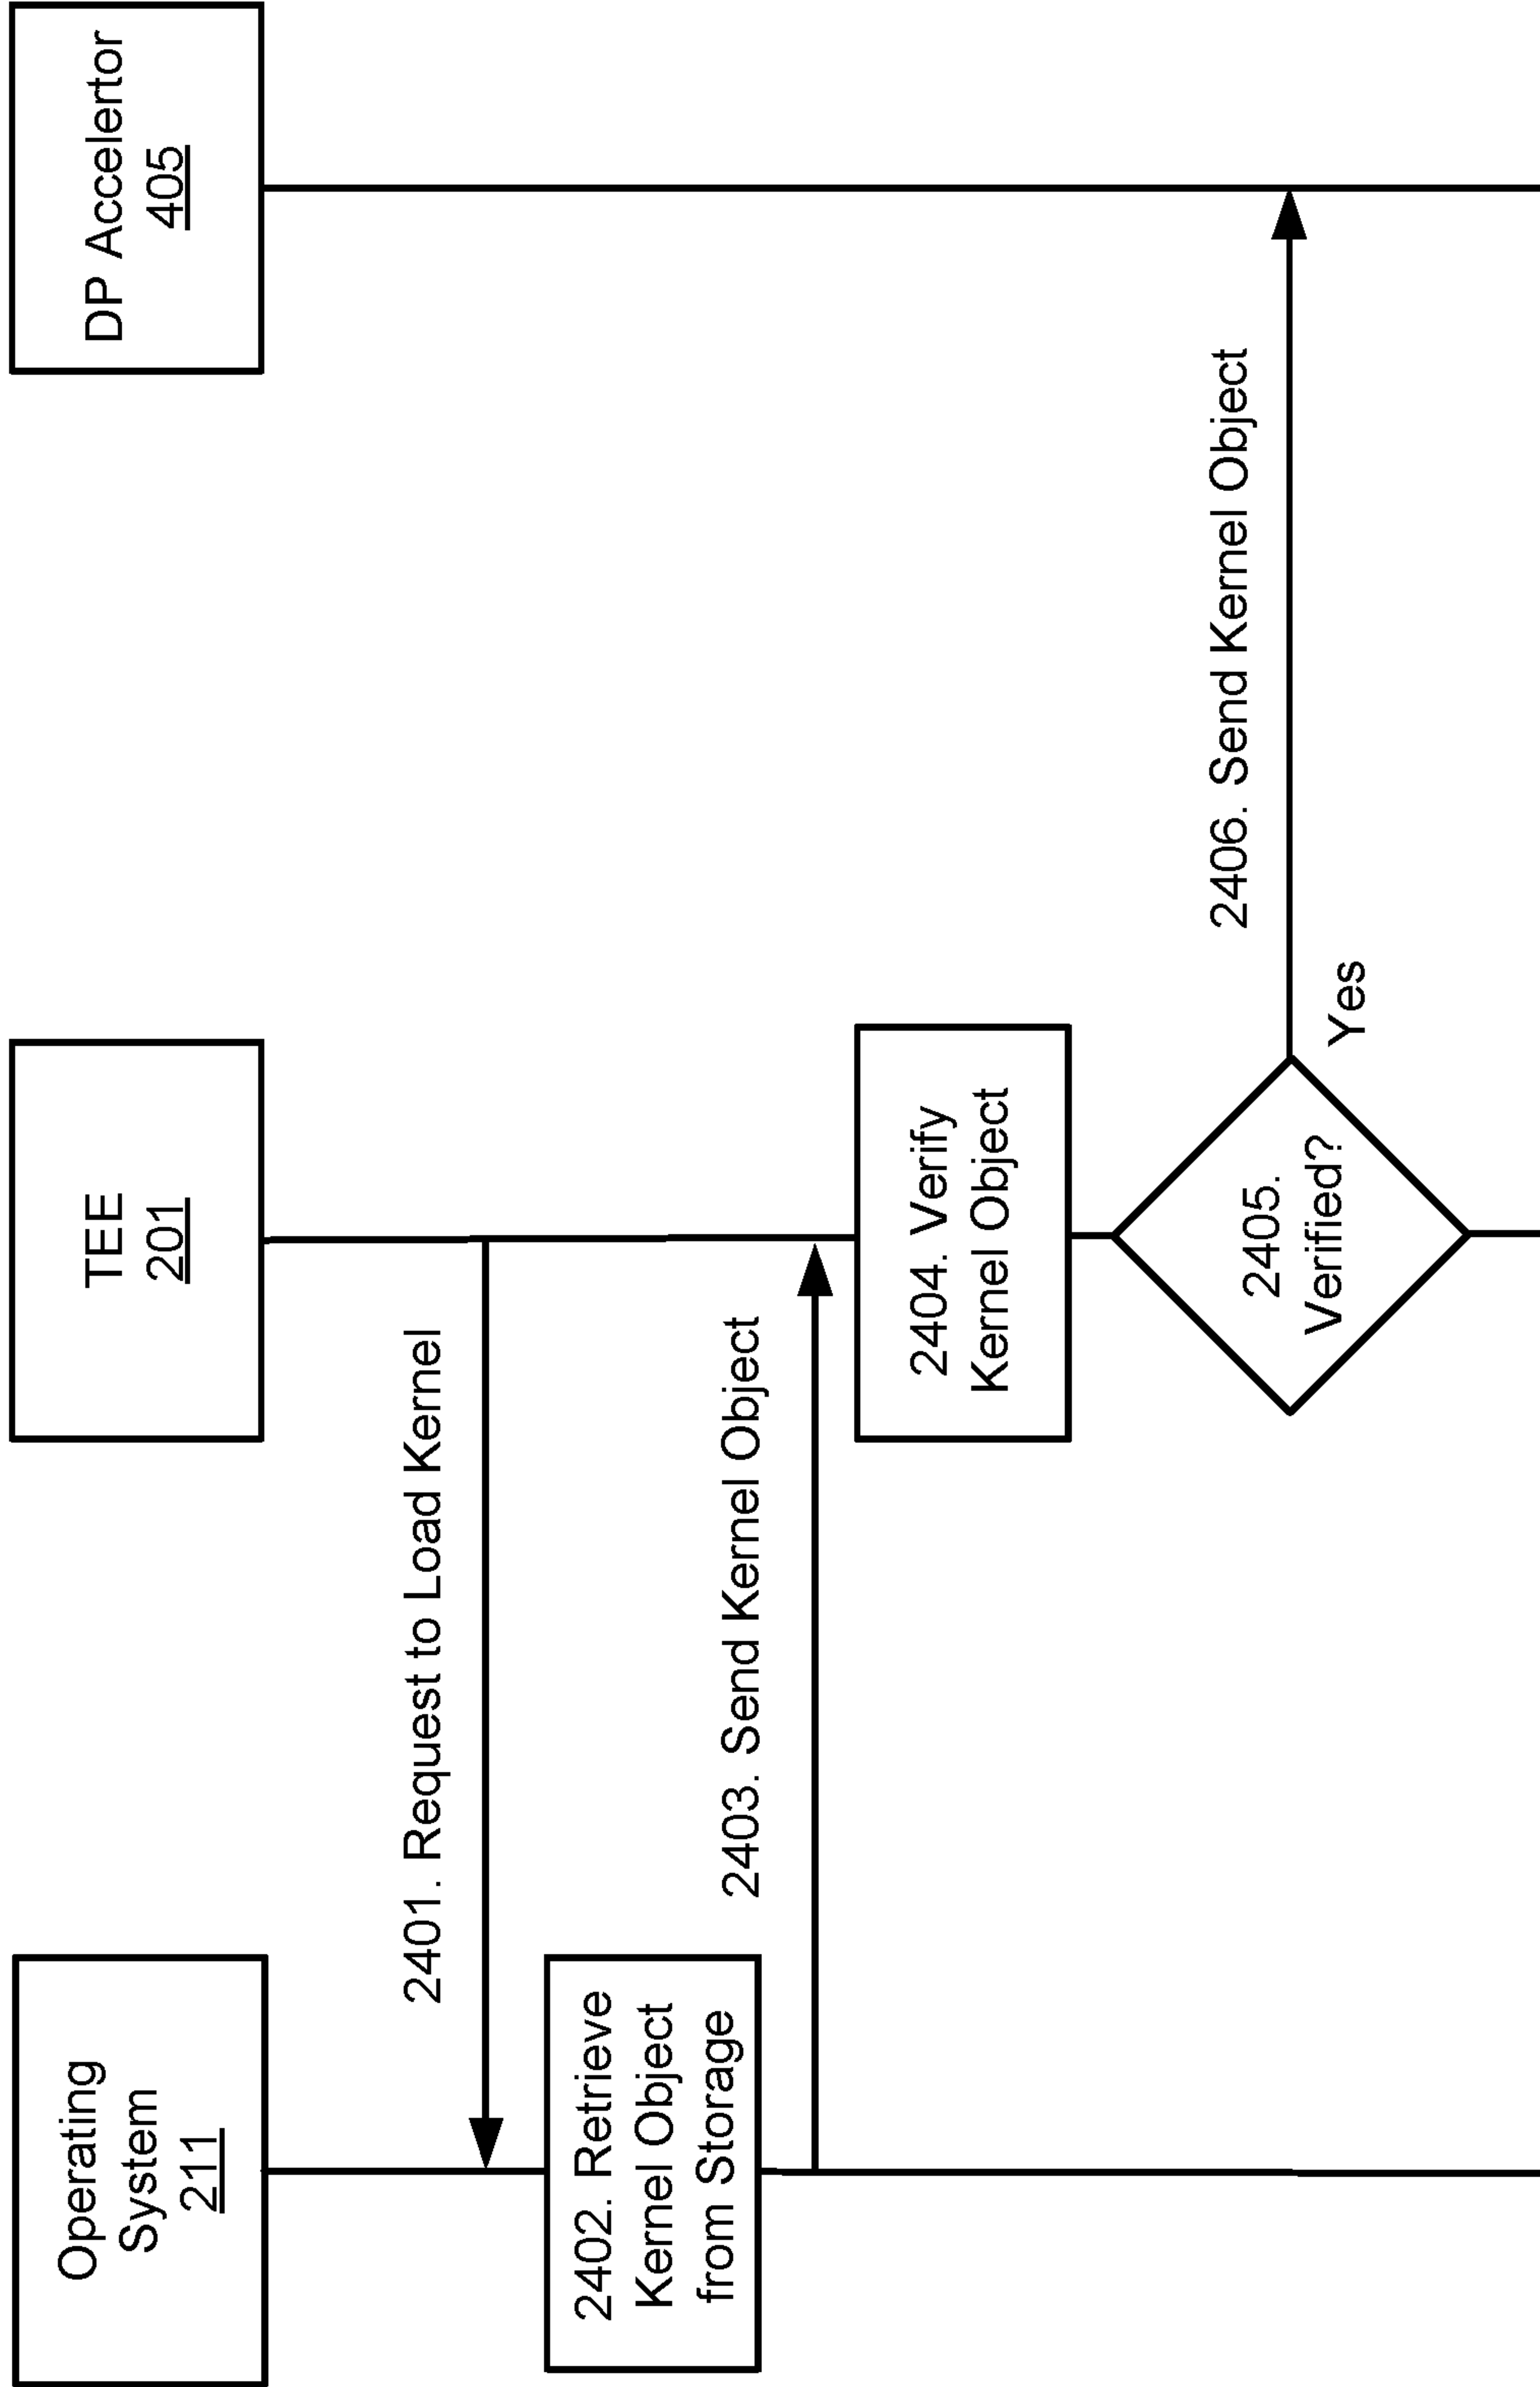 Operating
System
211
TEE
201
DP Accelertor
405
2401. Request to Load Kernel
2402. Retrieve
Kernel Object
from Storage
2403. Send Kernel Object
2404. Verify
Kernel Object
2405.
Verified?
Yes
2406. Send Kernel Object